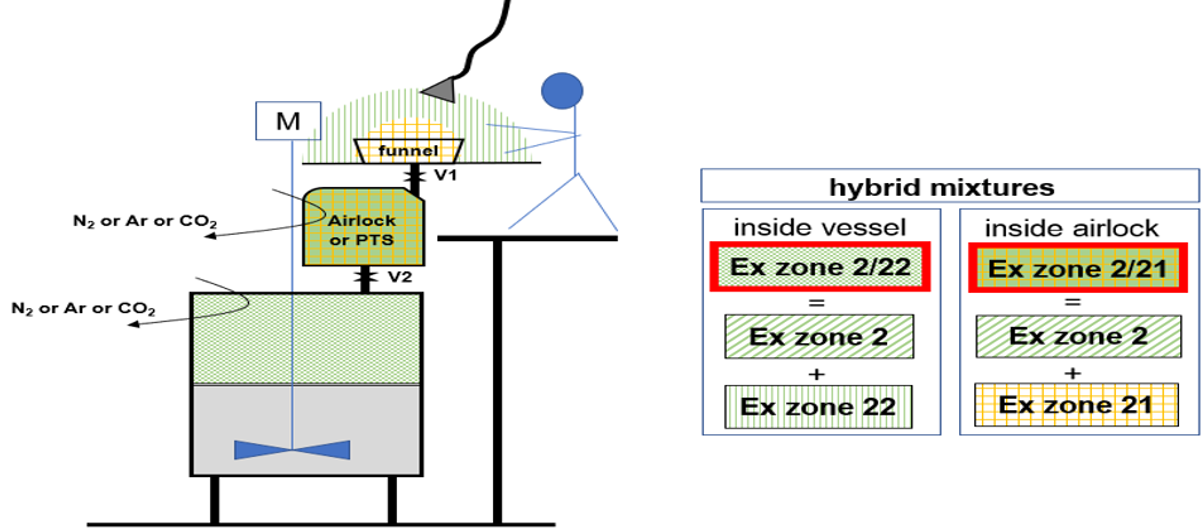 M
funnel
V1
Airlock
or PTS
N₂ or Ar or CO₂
V2
N₂ or Ar or CO₂
hybrid mixtures
inside vessel
Ex zone 2/22
=
Ex zone 2
+
Ex zone 22
inside airlock
Ex zone 2/21
=
Ex zone 2
+
Ex zone 21